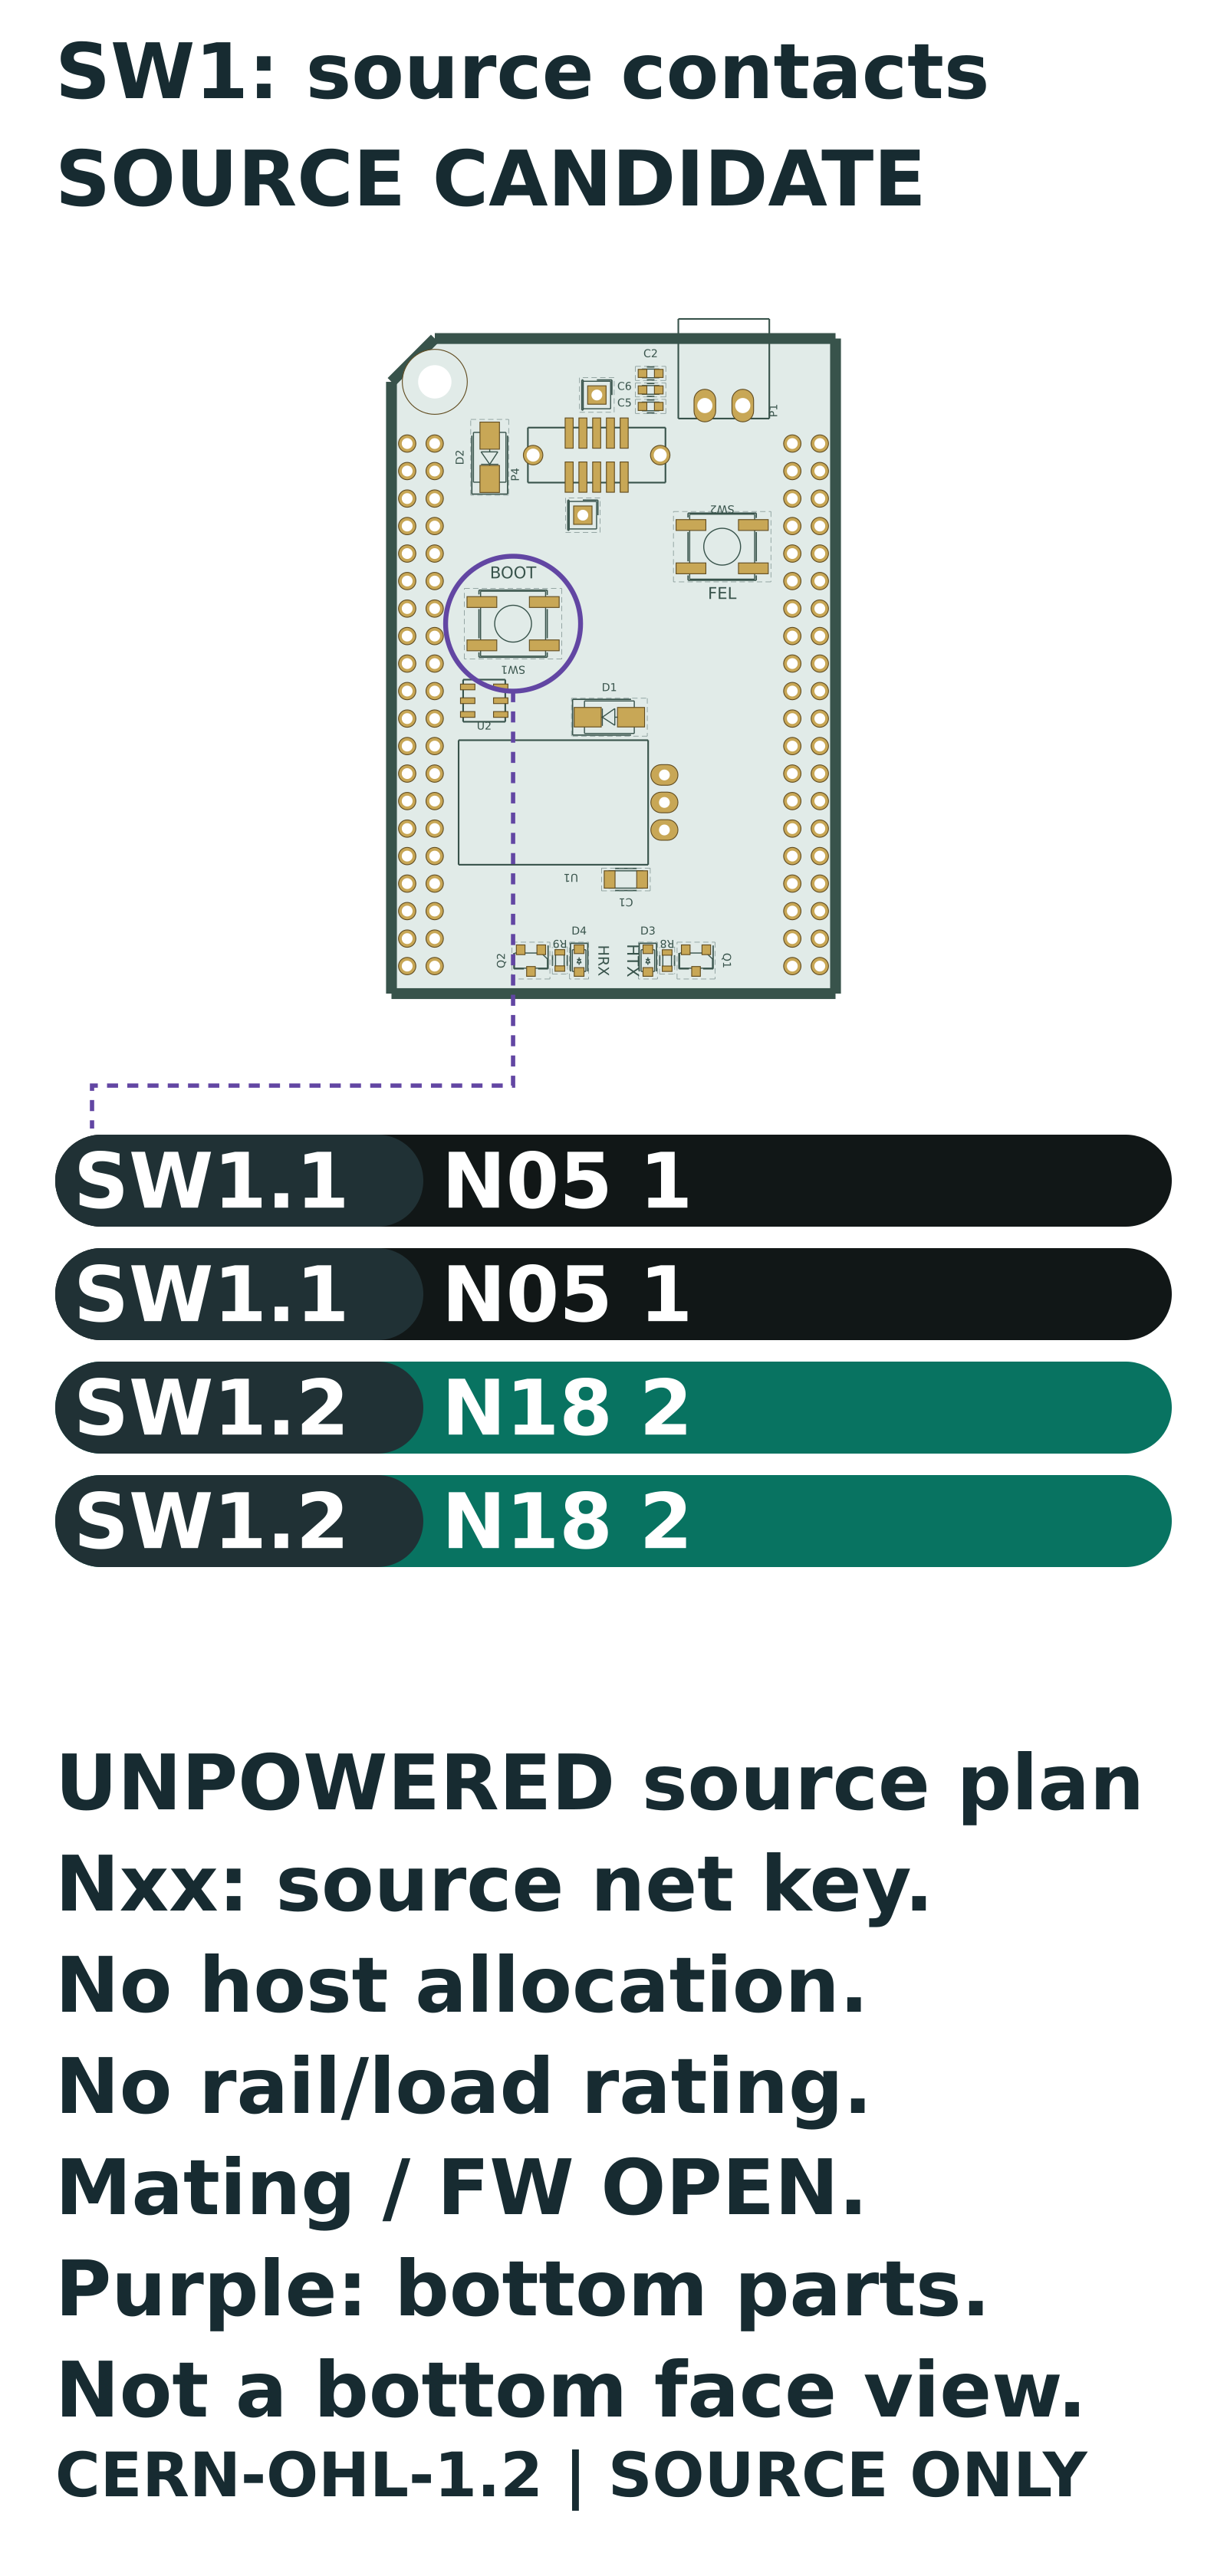 SW1: source contacts
SOURCE CANDIDATE
C2
C6
C5
P1
D2
P4
SW2
BOOT
FEL
SW1
D1
U2
U1
C1
D4
D3
Q2
R9
HRX
HTX
R8
Q1
SW1.1 N05 1
SW1.1 N05 1
SW1.2 N18 2
SW1.2 N18 2
UNPOWERED source plan
Nxx: source net key.
No host allocation.
No rail/load rating.
Mating / FW OPEN.
Purple: bottom parts.
Not a bottom face view.
CERN-OHL-1.2 | SOURCE ONLY